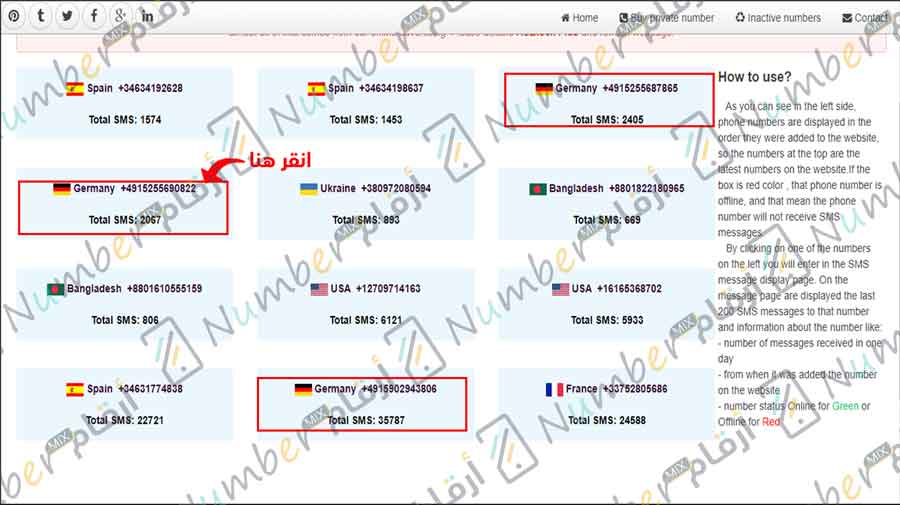 Home
Buy private number
Inactive numbers
Contact
Spain +34634192628
Total SMS: 1574
Spain +34634198637
Total SMS: 1453
Germany +4915255687865
Total SMS: 2405
انقر هنا
Germany +4915255690822
Total SMS: 2067
Ukraine +380972080594
Total SMS: 893
Bangladesh +8801822180965
Total SMS: 669
Bangladesh +8801610555159
Total SMS: 806
USA +12709714163
Total SMS: 6121
USA +16165368702
Total SMS: 5933
Spain +34631774838
Total SMS: 22721
Germany +4915902943806
Total SMS: 35787
France +33752805686
Total SMS: 24588
How to use?
As you can see in the left side,
phone numbers are displayed in the
order they were added to the website,
so the numbers at the top are the
latest numbers on the website.If the
box is red color , that phone number is
offline, and that mean the phone
number will not receive SMS
messages.
By clicking on one of the numbers
on the left you will enter in the SMS
message display page. On the
message page are displayed the last
200 SMS messages to that number
and information about the number like:
- number of messages received in one
day
- from when it was added the number
on the website
- number status Online for Green or
Offline for Red
Number MIX أرقام